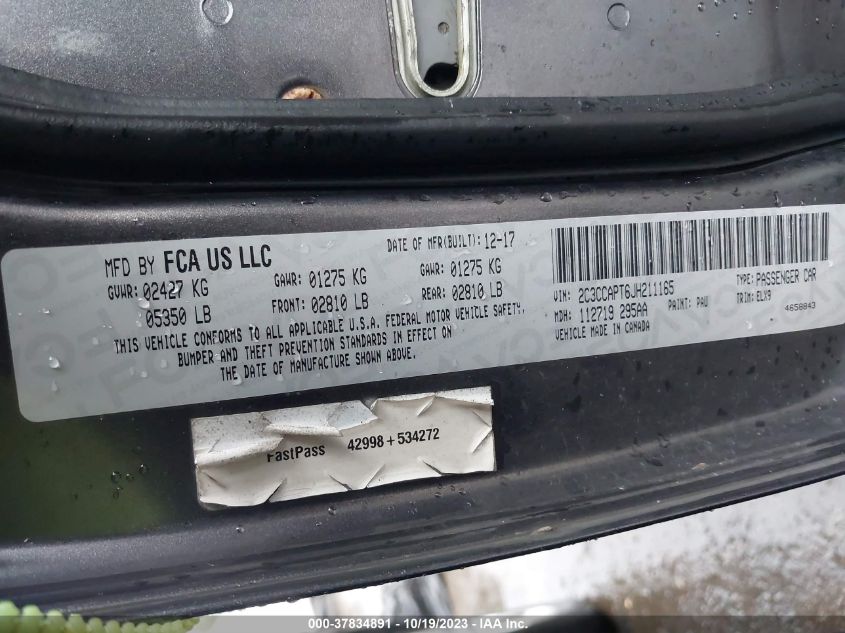 MFD BY FCA US LLC
DATE OF MFR(BUILT): 12-17
GVWR: 02427 KG
GAWR: 01275 KG
GAWR: 01275 KG
05350 LB
FRONT: 02810 LB
REAR: 02810 LB
THIS VEHICLE CONFORMS TO ALL APPLICABLE U.S.A. FEDERAL MOTOR VEHICLE SAFETY,
BUMPER AND THEFT PREVENTION STANDARDS IN EFFECT ON
THE DATE OF MANUFACTURE SHOWN ABOVE.
VIN: 2C3CCAPT6JH211165
TYPE: PASSENGER CAR
MDH: 112719 295AA
PAINT: PAU
TRIM: ELX9
VEHICLE MADE IN CANADA
4658843
FastPass 42998+534272
000-37834891 - 10/19/2023 - IAA Inc.